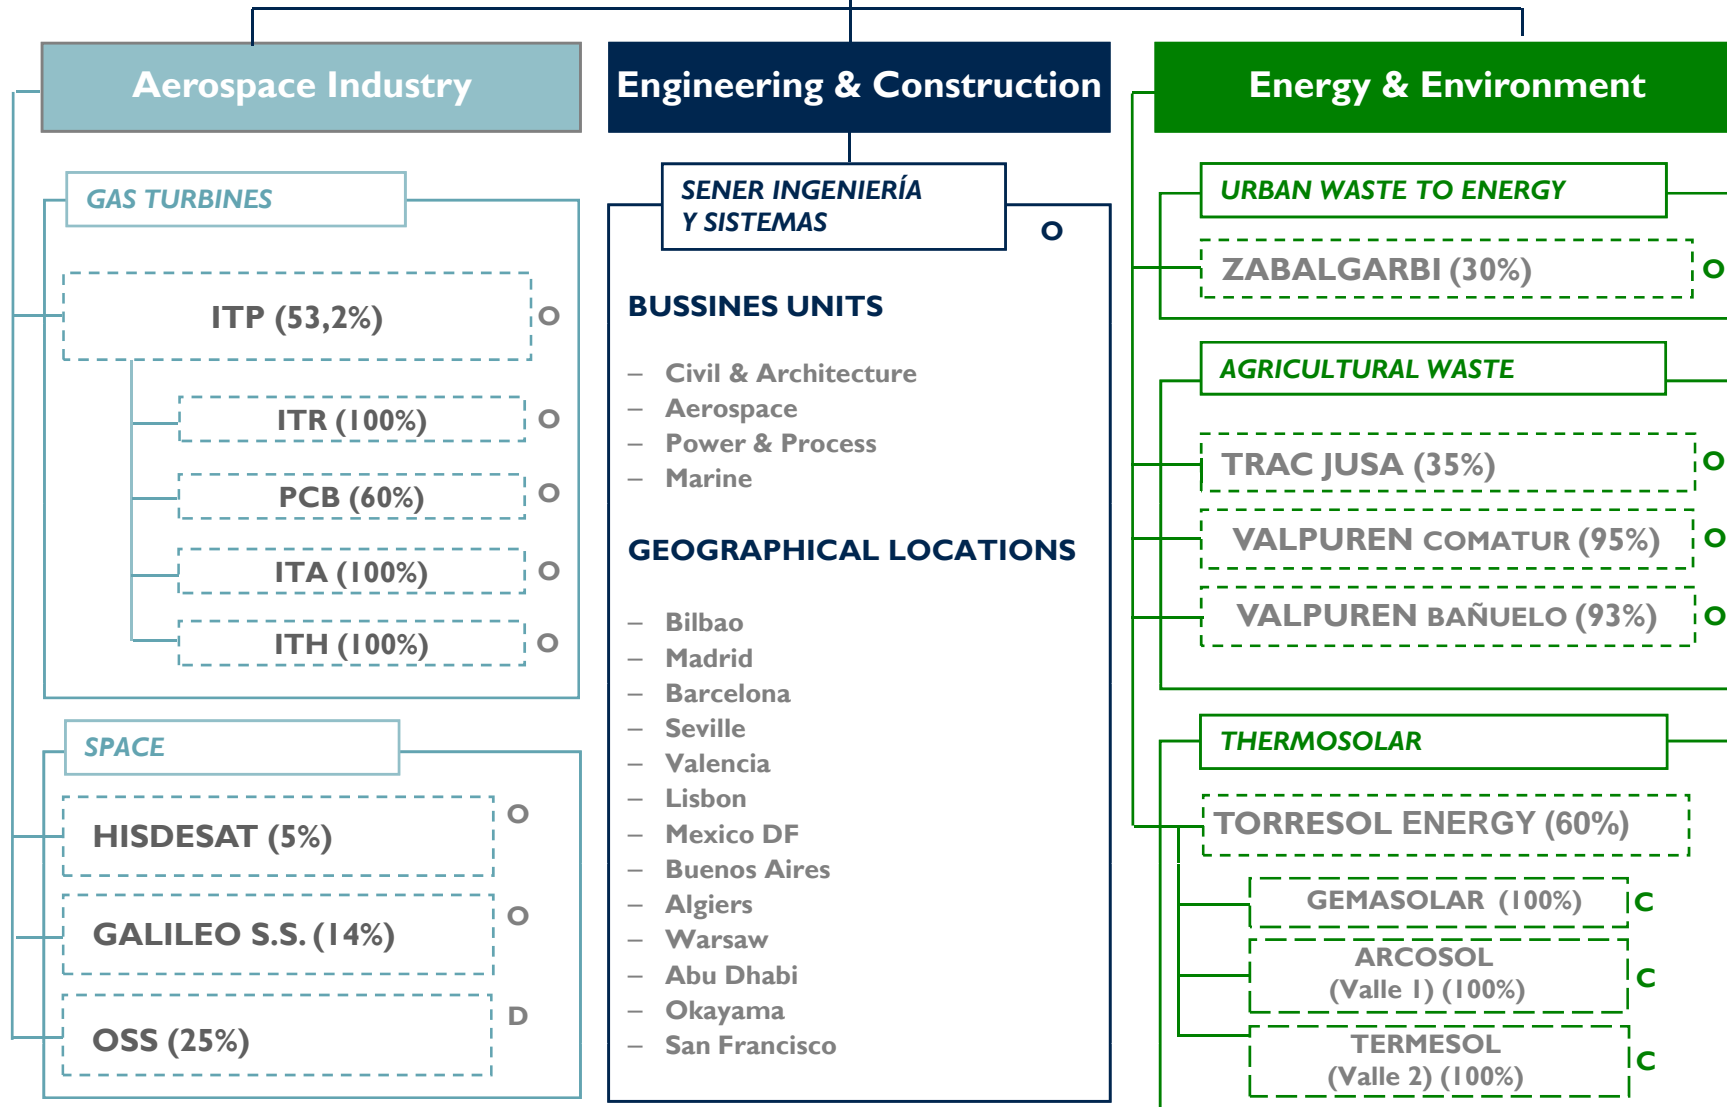 Aerospace Industry
GAS TURBINES
ITP (53,2%)
O
ITR (100%)
O
PCB (60%)
O
ITA (100%)
O
ITH (100%)
O
SPACE
HISDESAT (5%)
O
GALILEO S.S. (14%)
O
OSS (25%)
D
Engineering & Construction
SENER INGENIERÍA
Y SISTEMAS
O
BUSSINES UNITS
– Civil & Architecture
– Aerospace
– Power & Process
– Marine
GEOGRAPHICAL LOCATIONS
– Bilbao
– Madrid
– Barcelona
– Seville
– Valencia
– Lisbon
– Mexico DF
– Buenos Aires
– Algiers
– Warsaw
– Abu Dhabi
– Okayama
– San Francisco
Energy & Environment
URBAN WASTE TO ENERGY
ZABALGARBI (30%)
O
AGRICULTURAL WASTE
TRAC JUSA (35%)
O
VALPUREN COMATUR (95%)
O
VALPUREN BAÑUELO (93%)
O
THERMOSOLAR
TORRESOL ENERGY (60%)
GEMASOLAR (100%)
C
ARCOSOL
(Valle 1) (100%)
C
TERMESOL
(Valle 2) (100%)
C